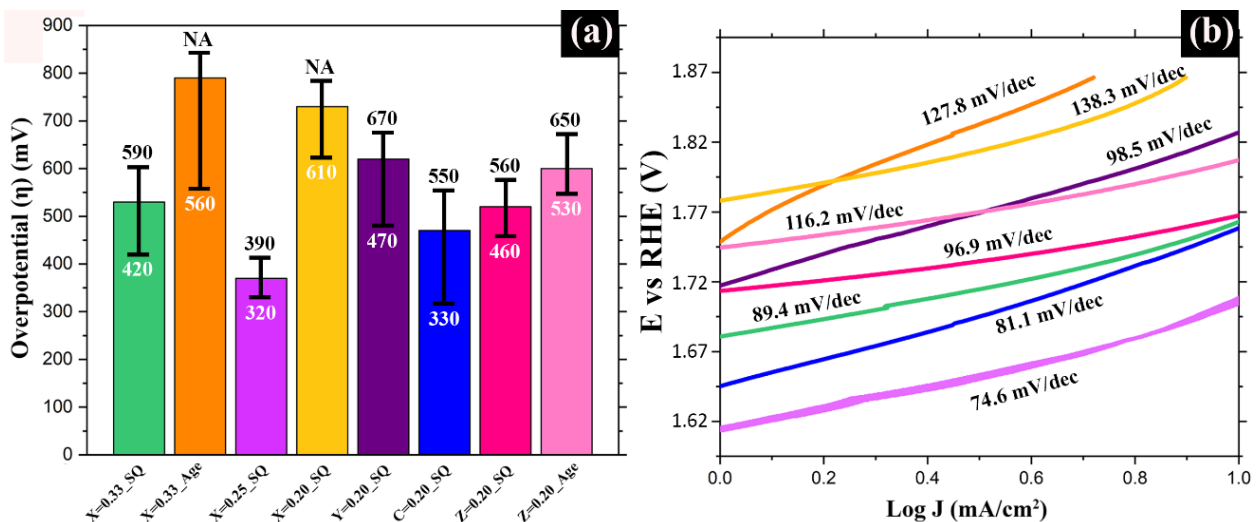 (a)
Overpotential (η) (mV)
900
800
700
600
500
400
300
200
100
0
590
420
NA
560
390
320
NA
610
670
470
550
330
560
460
650
530
X=0.33_SQ
X=0.33_Age
X=0.25_SQ
X=0.20_SQ
Y=0.20_SQ
C=0.20_SQ
Z=0.20_SQ
Z=0.20_Age
(b)
E vs RHE (V)
1.87
1.82
1.77
1.72
1.67
1.62
127.8 mV/dec
138.3 mV/dec
98.5 mV/dec
116.2 mV/dec
96.9 mV/dec
89.4 mV/dec
81.1 mV/dec
74.6 mV/dec
0.0
0.2
0.4
0.6
0.8
1.0
Log J (mA/cm²)